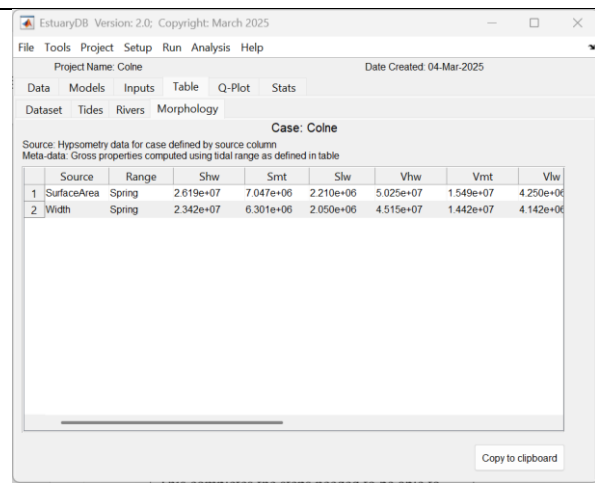 EstuaryDB Version: 2.0; Copyright: March 2025
File Tools Project Setup Run Analysis Help
Project Name: Colne Date Created: 04-Mar-2025
Data Models Inputs Table Q-Plot Stats
Dataset Tides Rivers Morphology
Case: Colne
Source: Hypsometry data for case defined by source column
Meta-data: Gross properties computed using tidal range as defined in table
Source Range Shw Smt Slw Vhw Vmt Vlw
1 SurfaceArea Spring 2.619e+07 7.047e+06 2.210e+06 5.025e+07 1.549e+07 4.250e+06
2 Width Spring 2.342e+07 6.301e+06 2.050e+06 4.515e+07 1.442e+07 4.142e+06
Copy to clipboard